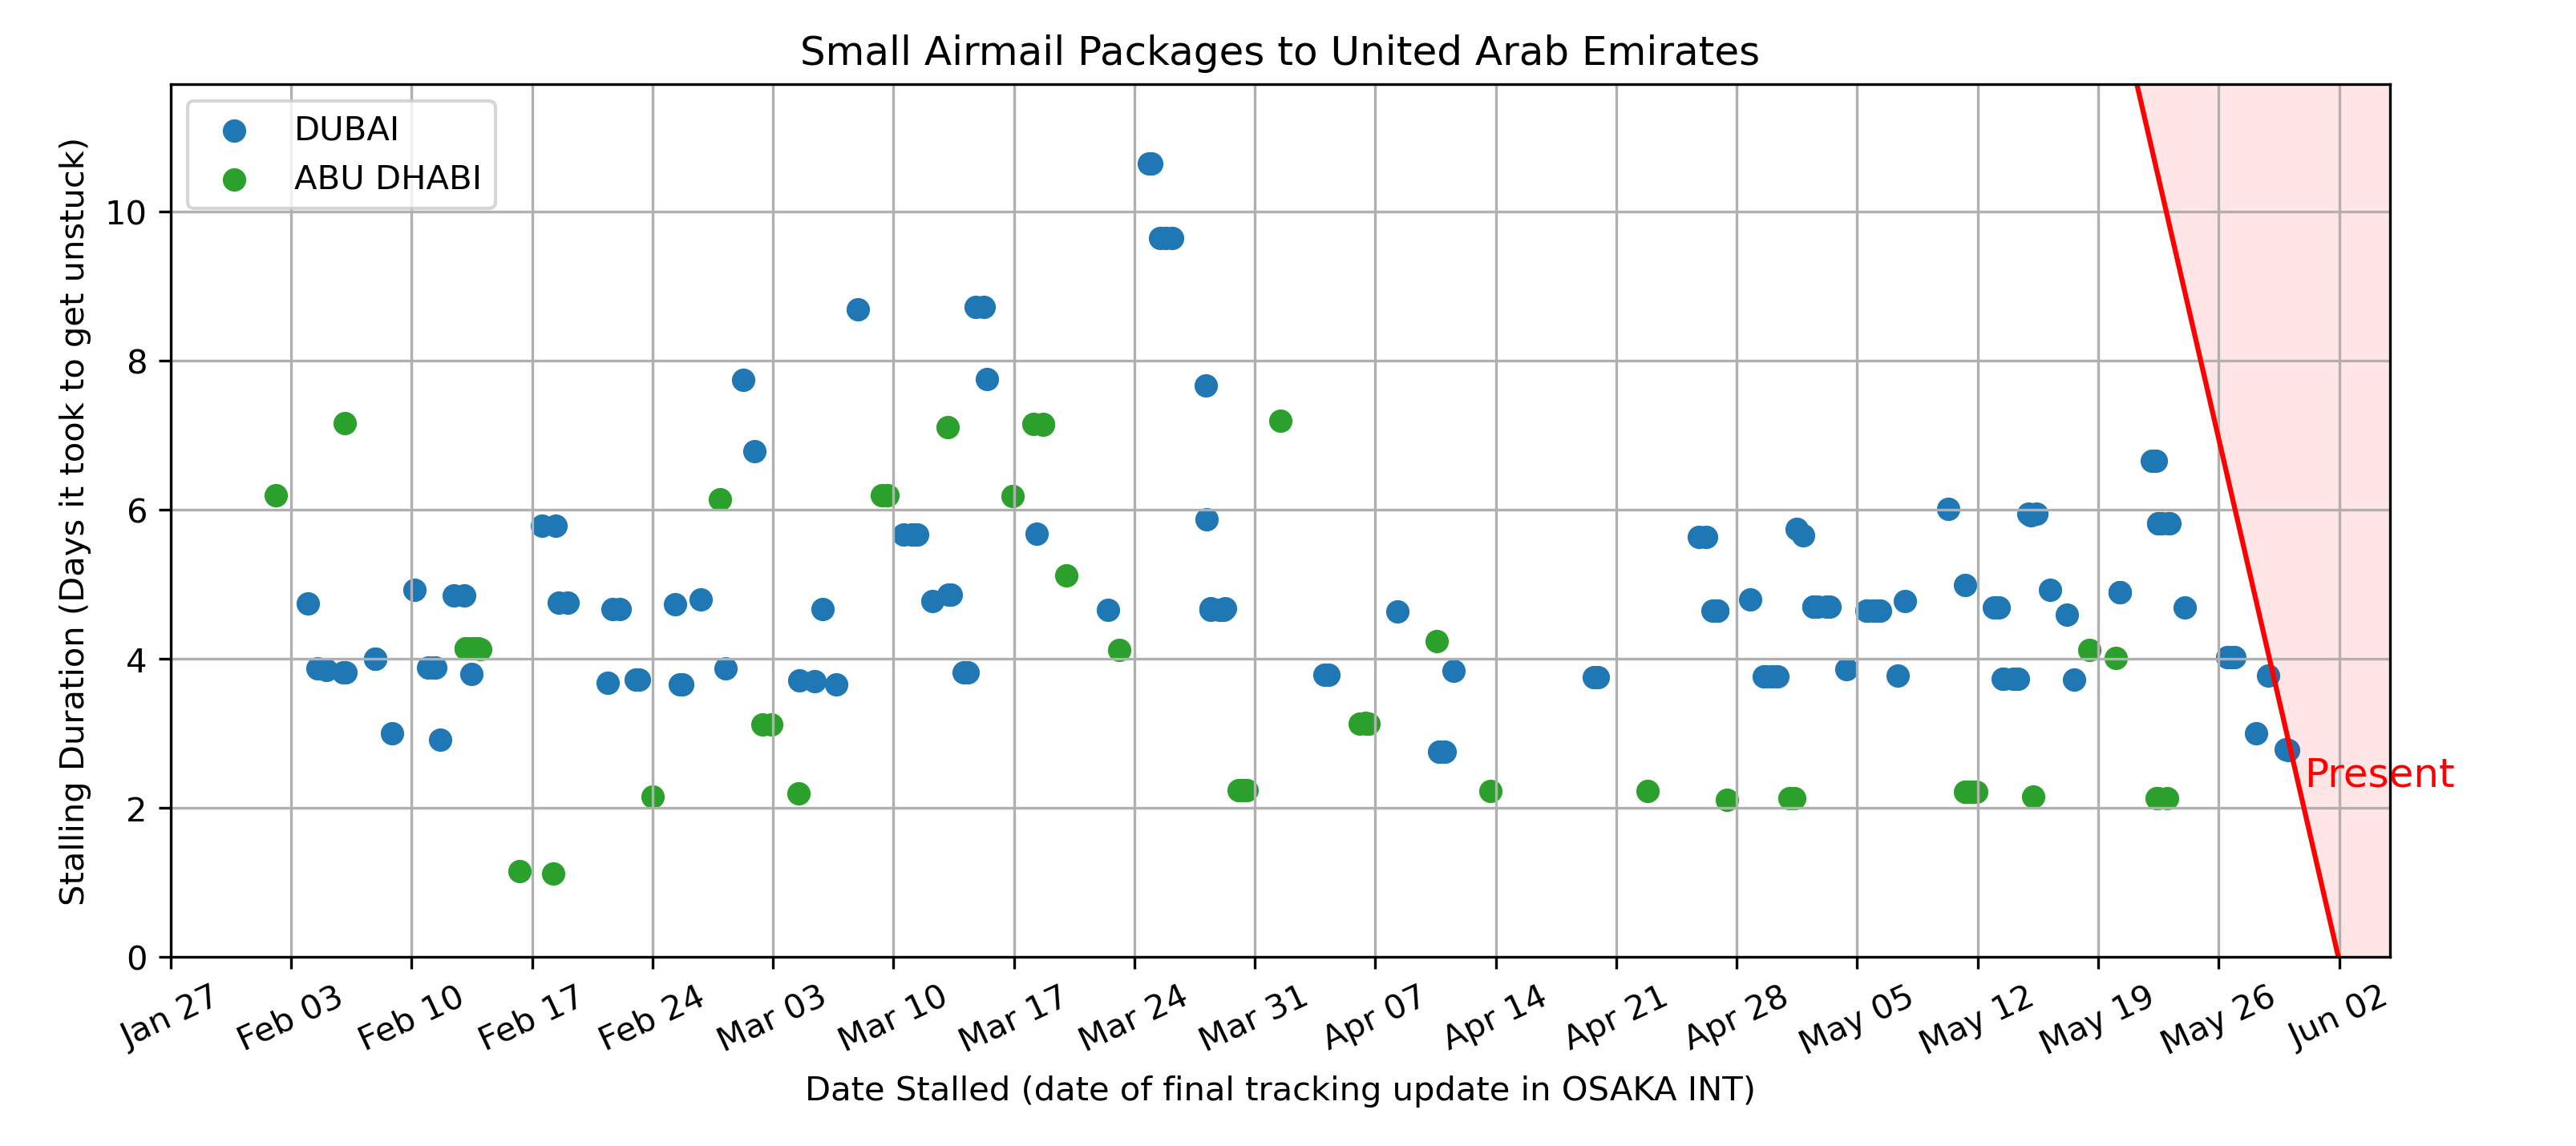 Small Airmail Packages to United Arab Emirates
DUBAI
ABU DHABI
Stalling Duration (Days it took to get unstuck)
10
8
6
4
2
0
Present
Jan 27
Feb 03
Feb 10
Feb 17
Feb 24
Mar 03
Mar 10
Mar 17
Mar 24
Mar 31
Apr 07
Apr 14
Apr 21
Apr 28
May 05
May 12
May 19
May 26
Jun 02
Date Stalled (date of final tracking update in OSAKA INT)